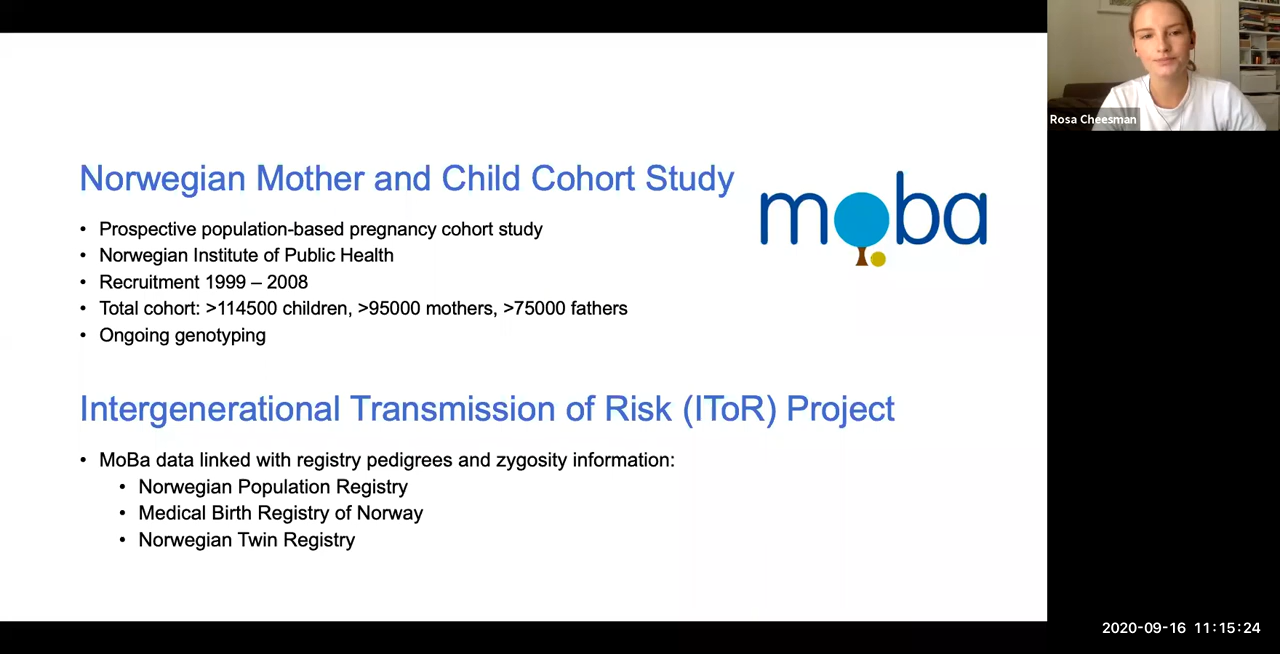 Norwegian Mother and Child Cohort Study
moba
• Prospective population-based pregnancy cohort study
• Norwegian Institute of Public Health
• Recruitment 1999 – 2008
• Total cohort: >114500 children, >95000 mothers, >75000 fathers
• Ongoing genotyping
Intergenerational Transmission of Risk (IToR) Project
• MoBa data linked with registry pedigrees and zygosity information:
• Norwegian Population Registry
• Medical Birth Registry of Norway
• Norwegian Twin Registry
Rosa Cheesman
2020-09-16 11:15:24